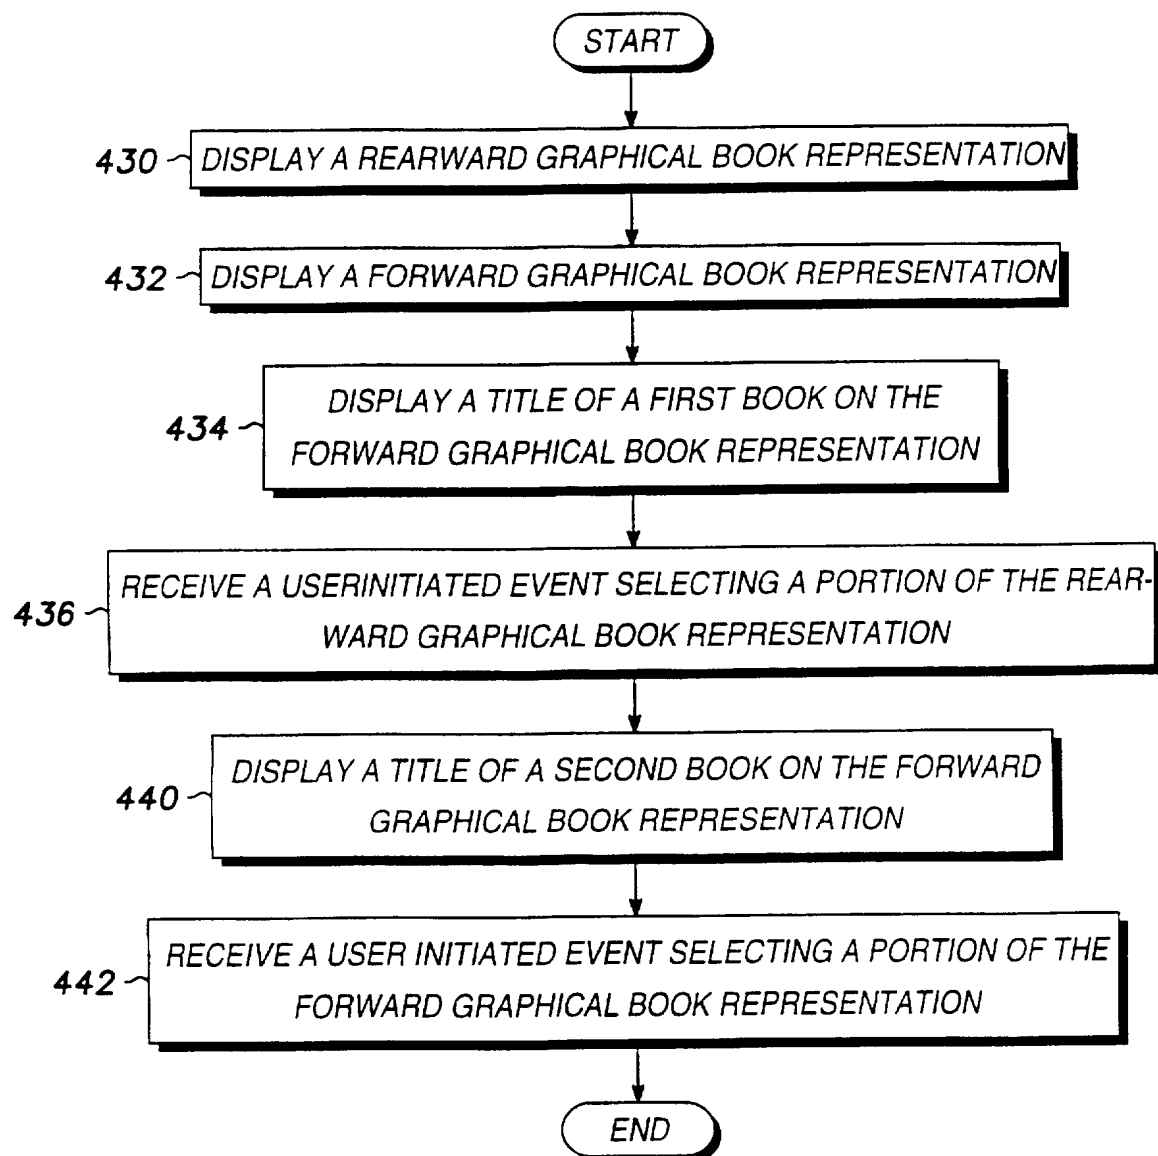 START
430 DISPLAY A REARWARD GRAPHICAL BOOK REPRESENTATION
432 DISPLAY A FORWARD GRAPHICAL BOOK REPRESENTATION
434 DISPLAY A TITLE OF A FIRST BOOK ON THE
FORWARD GRAPHICAL BOOK REPRESENTATION
436 RECEIVE A USERINITIATED EVENT SELECTING A PORTION OF THE REAR-
WARD GRAPHICAL BOOK REPRESENTATION
440 DISPLAY A TITLE OF A SECOND BOOK ON THE FORWARD
GRAPHICAL BOOK REPRESENTATION
442 RECEIVE A USER INITIATED EVENT SELECTING A PORTION OF THE
FORWARD GRAPHICAL BOOK REPRESENTATION
END